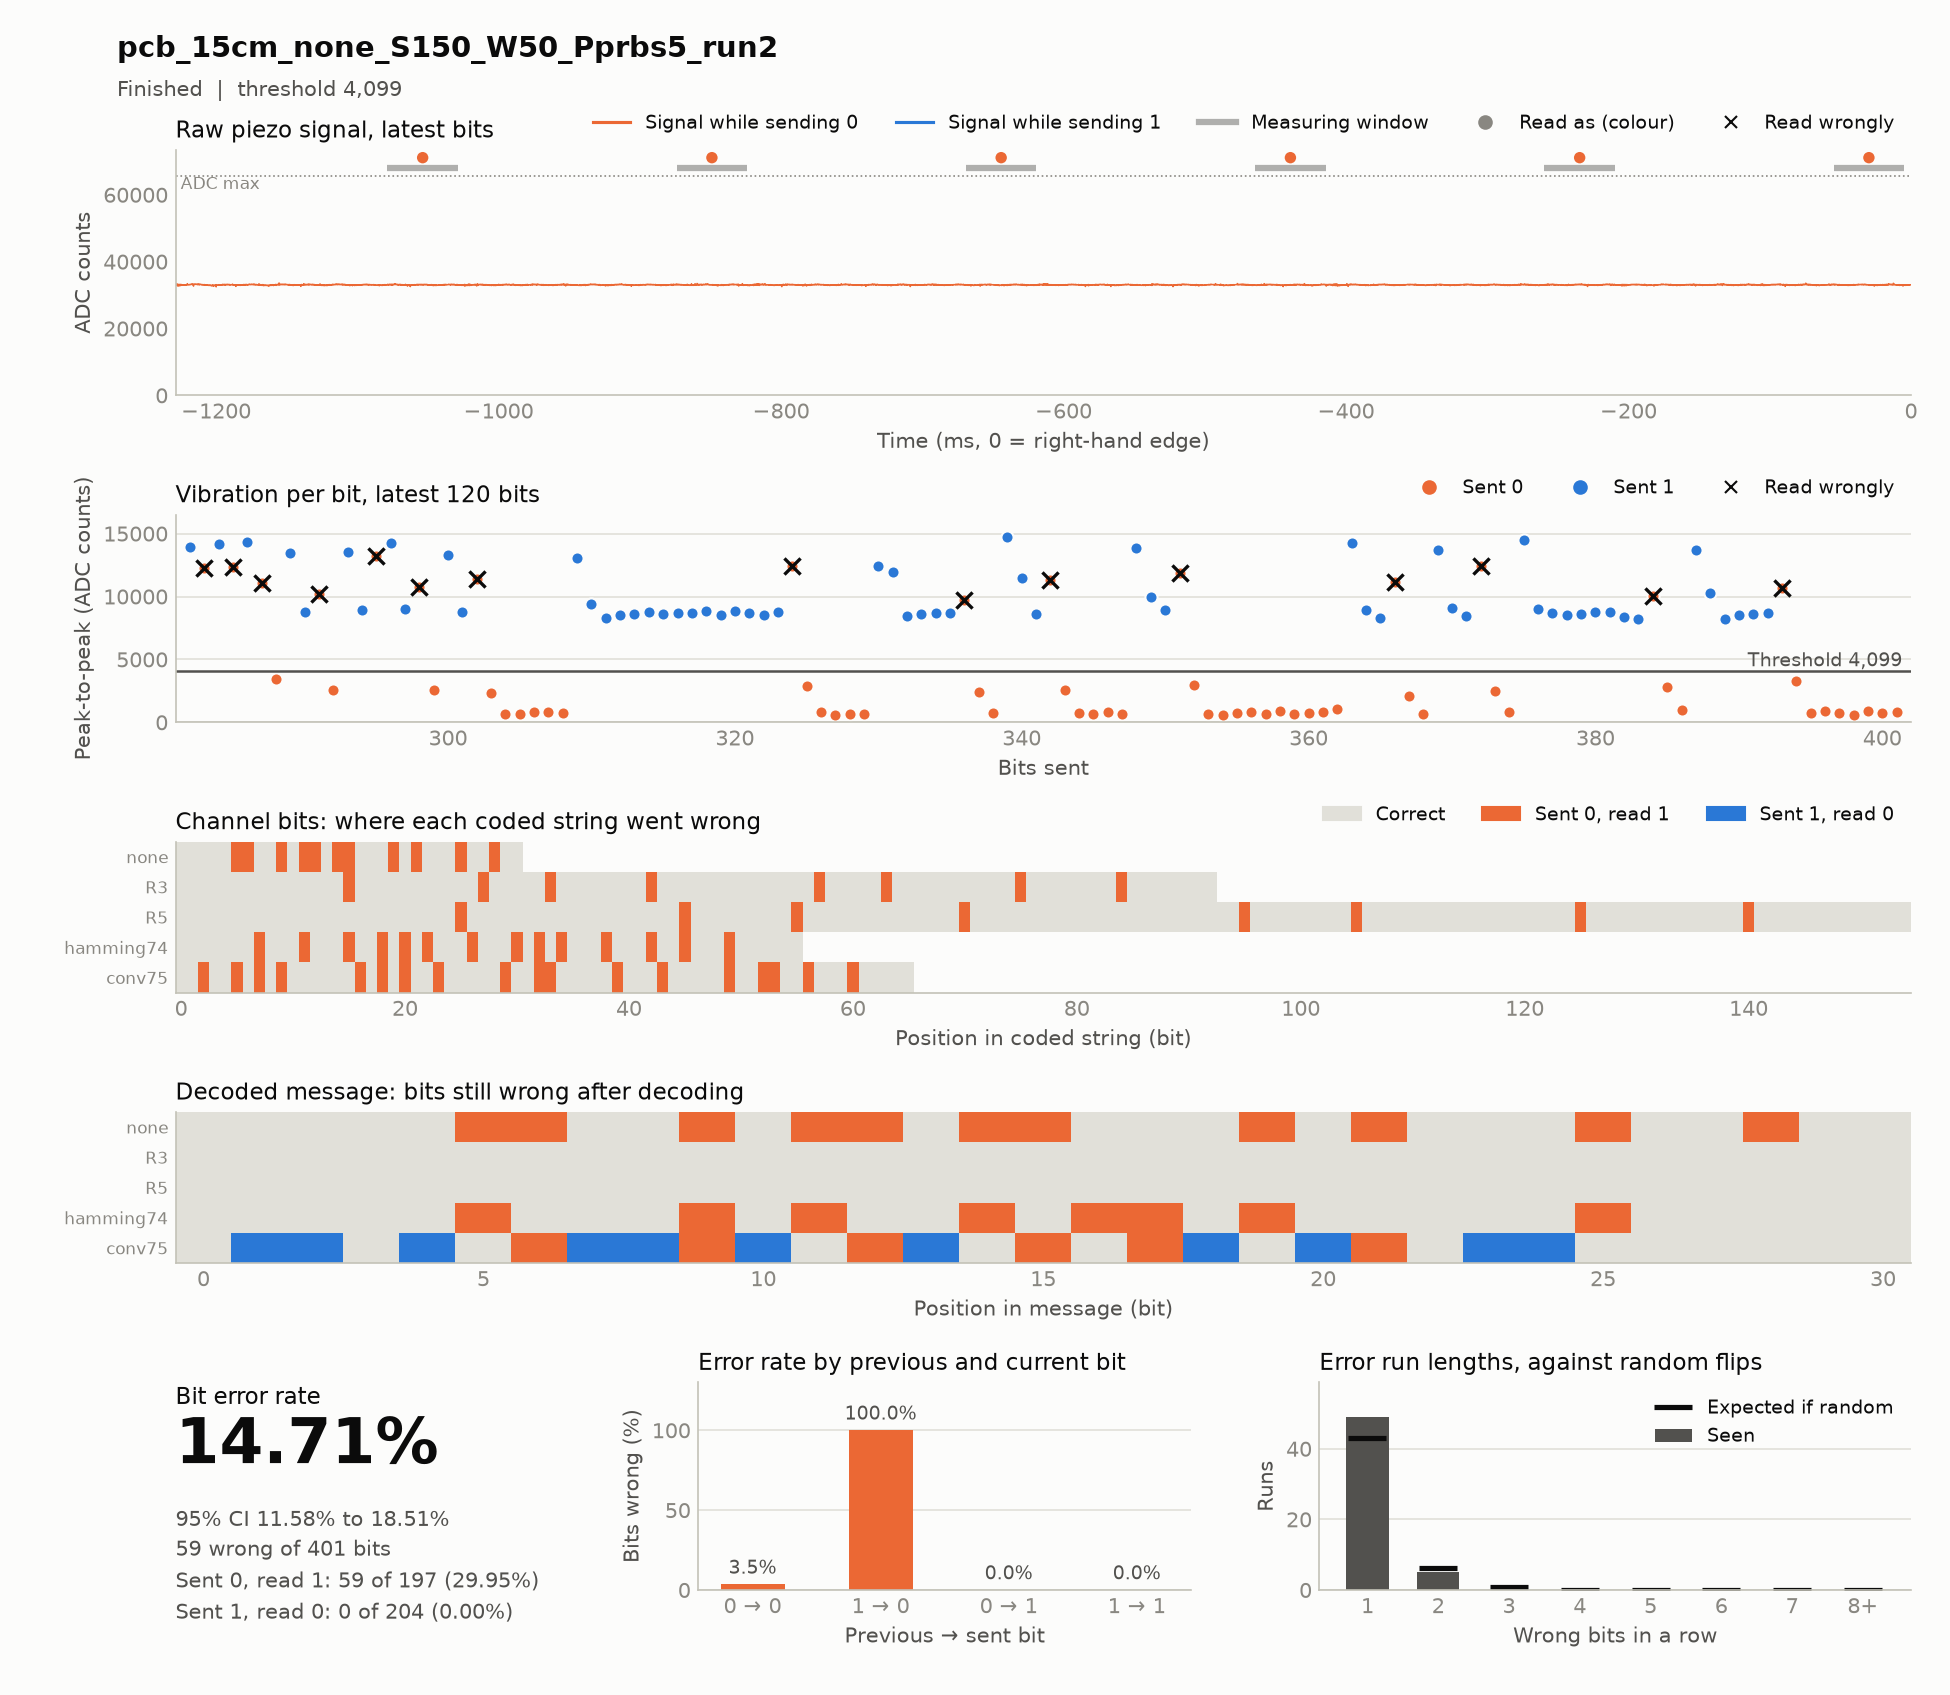 pcb_15cm_none_S150_W50_Pprbs5_run2
Finished | threshold 4,099
Raw piezo signal, latest bits
Signal while sending 0
Signal while sending 1
Measuring window
Read as (colour)
Read wrongly
ADC max
60000
40000
20000
0
ADC counts
−1200
−1000
−800
−600
−400
−200
0
Time (ms, 0 = right-hand edge)
Vibration per bit, latest 120 bits
Sent 0
Sent 1
Read wrongly
15000
10000
5000
0
Peak-to-peak (ADC counts)
Threshold 4,099
300
320
340
360
380
400
Bits sent
Channel bits: where each coded string went wrong
Correct
Sent 0, read 1
Sent 1, read 0
none
R3
R5
hamming74
conv75
0
20
40
60
80
100
120
140
Position in coded string (bit)
Decoded message: bits still wrong after decoding
none
R3
R5
hamming74
conv75
0
5
10
15
20
25
30
Position in message (bit)
Bit error rate
14.71%
95% CI 11.58% to 18.51%
59 wrong of 401 bits
Sent 0, read 1: 59 of 197 (29.95%)
Sent 1, read 0: 0 of 204 (0.00%)
Error rate by previous and current bit
Bits wrong (%)
100
50
0
3.5%
100.0%
0.0%
0.0%
0 → 0
1 → 0
0 → 1
1 → 1
Previous → sent bit
Error run lengths, against random flips
Expected if random
Seen
Runs
40
20
0
1
2
3
4
5
6
7
8+
Wrong bits in a row